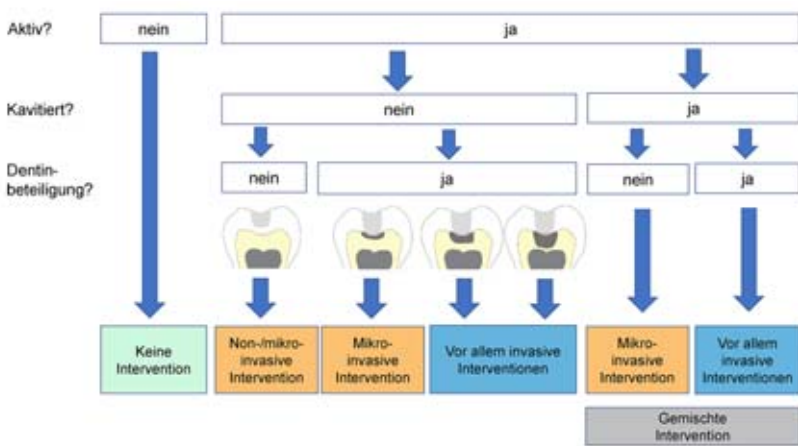 Aktiv?
nein
ja
Kavitiert?
nein
ja
Dentin-
beteiligung?
nein
ja
nein
ja
Keine
Intervention
Non-/mikro-
invasive
Intervention
Mikro-
invasive
Intervention
Vor allem invasive
Interventionen
Mikro-
invasive
Intervention
Vor allem
invasive
Interventionen
Gemischte
Intervention